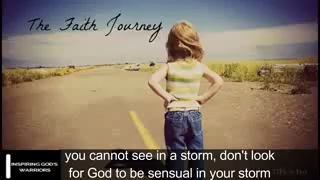 The Faith Journey
you cannot see in a storm, don't look
for God to be sensual in your storm
INSPIRING GOD'S
WARRIORS